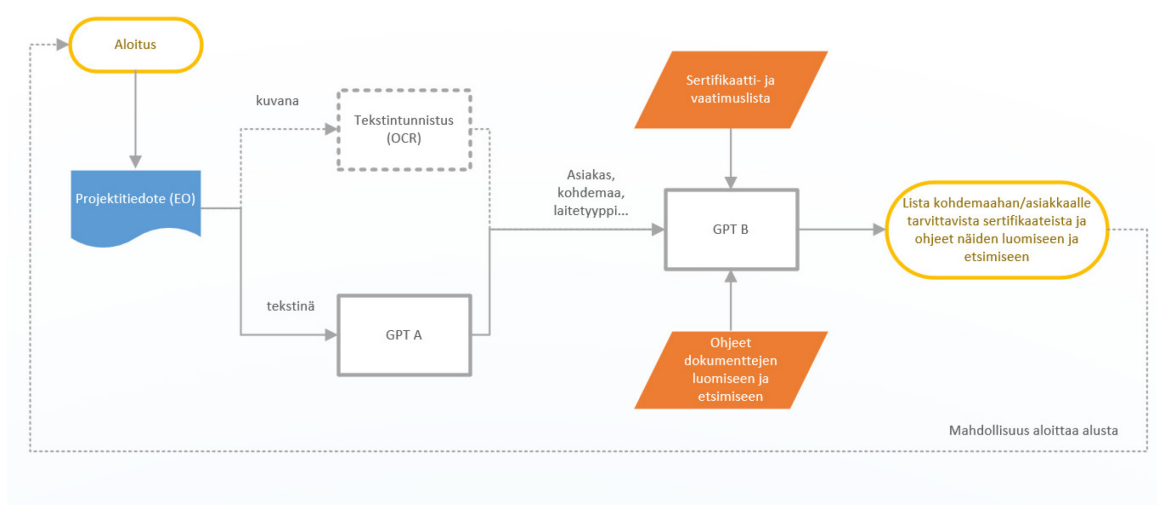 Aloitus
Projektitiedote (EO)
kuvana
tekstinä
Tekstintunnistus
(OCR)
GPT A
Asiakas,
kohdemaa,
laitetyyppi...
Sertifikaatti- ja
vaatimuslista
GPT B
Ohjeet
dokumenttejen
luomiseen ja
etsimiseen
Lista kohdemaahan/asiakkaalle
tarvittavista sertifikaateista ja
ohjeet näiden luomiseen ja
etsimiseen
Mahdollisuus aloittaa alusta